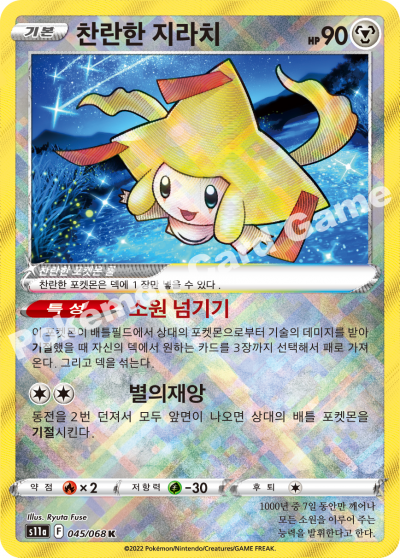 기본 찬란한 지라치 HP 90
찬란한 포켓몬 룰
찬란한 포켓몬은 덱에 1장만 넣을 수 있다.
특성 소원 넘기기
이 포켓몬이 배틀필드에서 상대의 포켓몬으로부터 기술의 데미지를 받아
기절했을 때 자신의 덱에서 원하는 카드를 3장까지 선택해서 패로 가져
온다. 그리고 덱을 섞는다.
별의재앙
동전을 2번 던져서 모두 앞면이 나오면 상대의 배틀 포켓몬을
기절시킨다.
약점 ×2 저항력 -30 후퇴
Illus. Ryuta Fuse
s11a F 045/068 K
1000년 중 7일 동안만 깨어나
모든 소원을 이루어 주는
능력을 발휘한다고 한다.
©2022 Pokémon/Nintendo/Creatures/GAME FREAK.
Pokémon Card Game